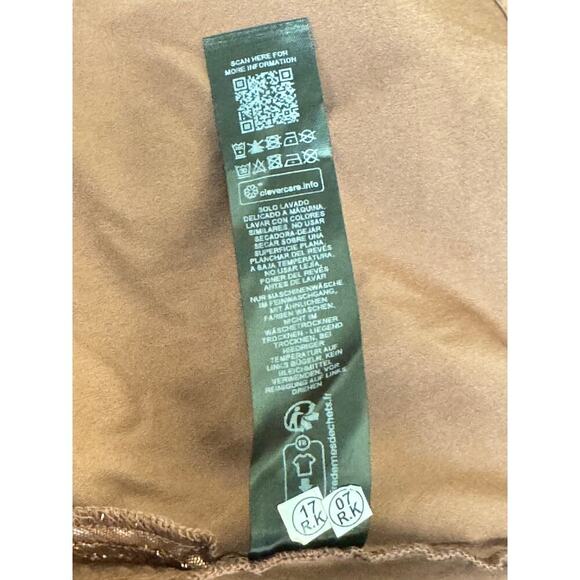 SCAN HERE FOR
MORE INFORMATION
clevercare.info
SOLO LAVADO
DELICADO A MÁQUINA,
LAVAR CON COLORES
SIMILARES, NO USAR
SECADORA-DEJAR
SECAR SOBRE UNA
SUPERFICIE PLANA,
PLANCHAR DEL REVÉS
A BAJA TEMPERATURA,
NO USAR LEJÍA,
PONER DEL REVÉS
ANTES DE LAVAR
NUR MASCHINENWÄSCHE
IM FEINWASCHGANG,
MIT ÄHNLICHEN
FARBEN WASCHEN,
NICHT IM
WÄSCHETROCKNER
TROCKNEN - LIEGEND
TROCKNEN, BEI
NIEDRIGER
TEMPERATUR AUF
LINKS BÜGELN, KEIN
BLEICHMITTEL
VERWENDEN, VOR
REINIGUNG AUF LINKS
DREHEN
FR
edemesdechets.fr
17
R.K
07
R.K